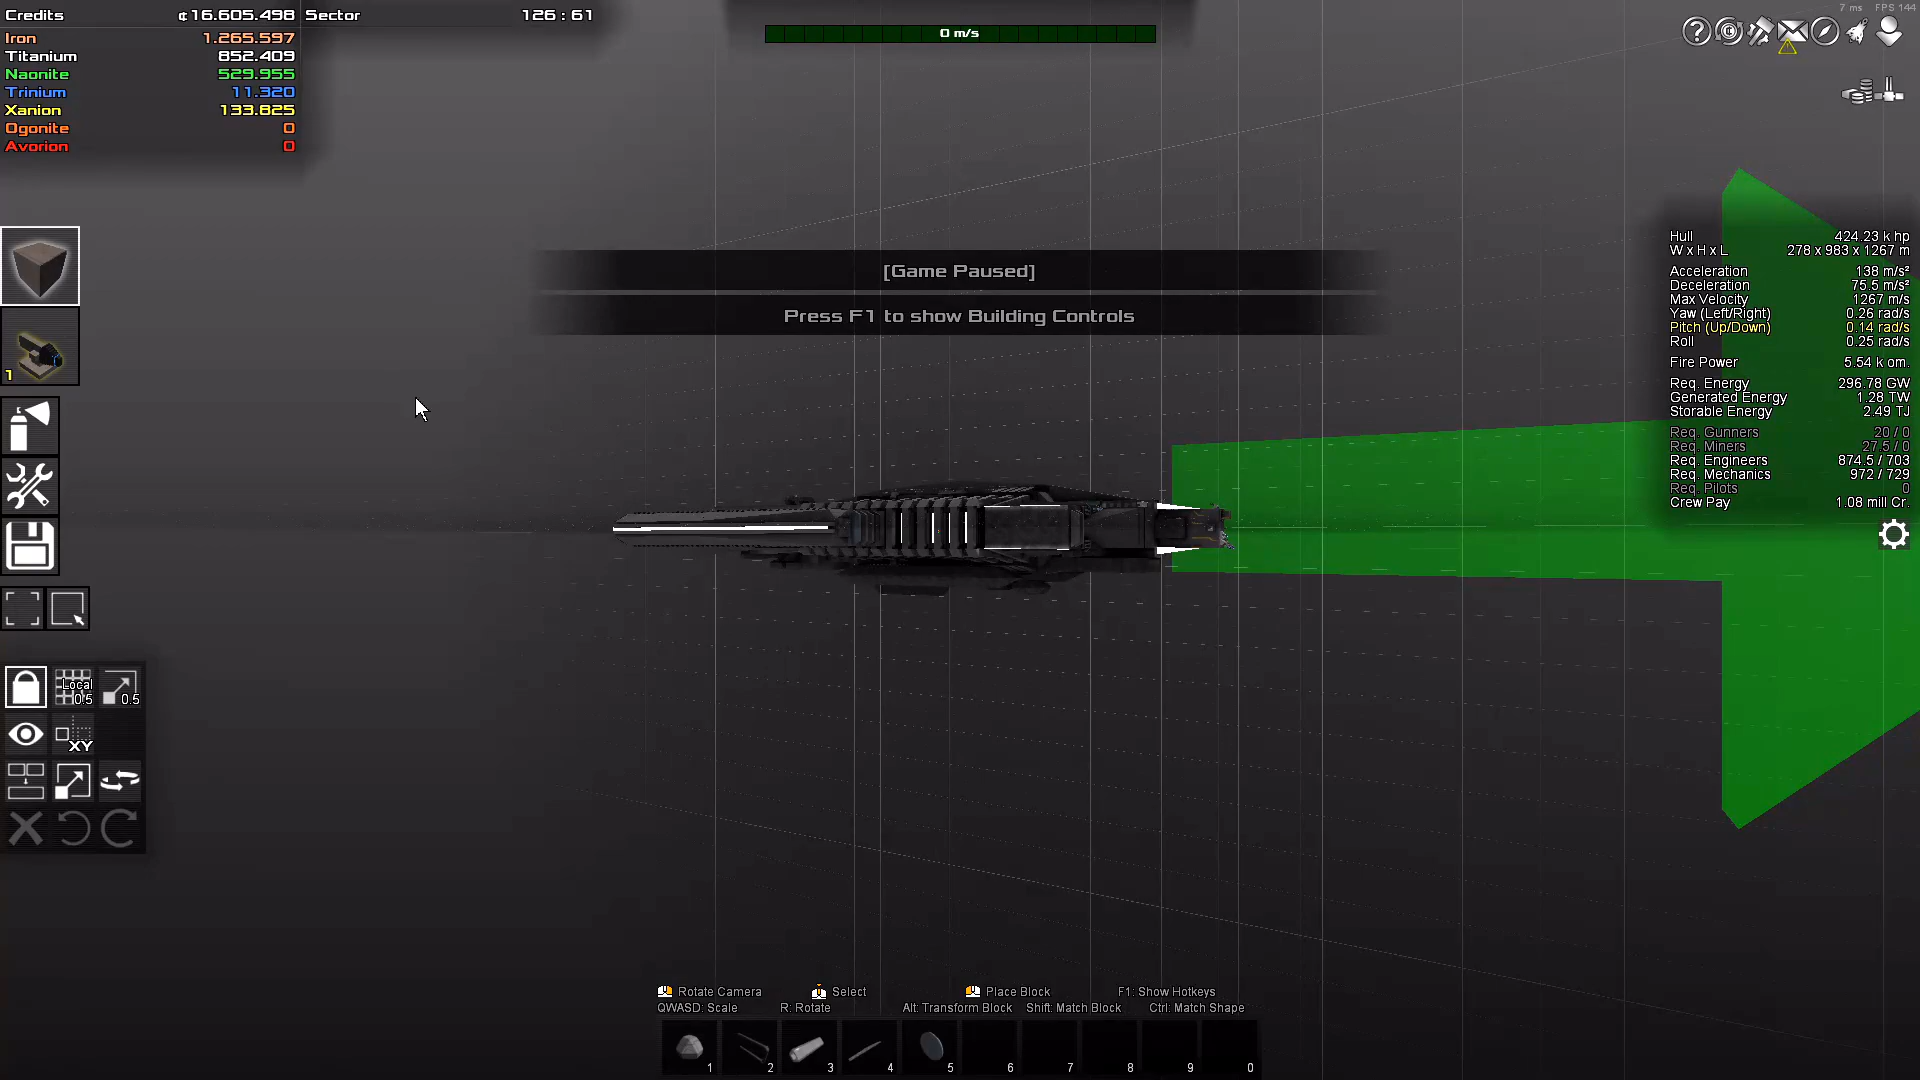 Credits ¢16.605.498 Sector 126 : 61
Iron 1.265.597
Titanium 852.409
Naonite 529.955
Trinium 11.320
Xanion 133.825
Ogonite 0
Avorion 0
0 m/s
7 ms FPS 144
[Game Paused]
Press F1 to show Building Controls
Hull 424.23 k hp
W x H x L 278 x 983 x 1267 m
Acceleration 138 m/s²
Deceleration 75.5 m/s²
Max Velocity 1267 m/s
Yaw (Left/Right) 0.26 rad/s
Pitch (Up/Down) 0.14 rad/s
Roll 0.25 rad/s
Fire Power 5.54 k om.
Req. Energy 296.78 GW
Generated Energy 1.28 TW
Storable Energy 2.49 TJ
Req. Gunners 20 / 0
Req. Miners 27.5 / 0
Req. Engineers 874.5 / 703
Req. Mechanics 972 / 729
Req. Pilots 0
Crew Pay 1.08 mill Cr.
1
Local
0.5 0.5
XY
Rotate Camera Select Place Block F1: Show Hotkeys
QWASD: Scale R: Rotate Alt: Transform Block Shift: Match Block Ctrl: Match Shape
1 2 3 4 5 6 7 8 9 0